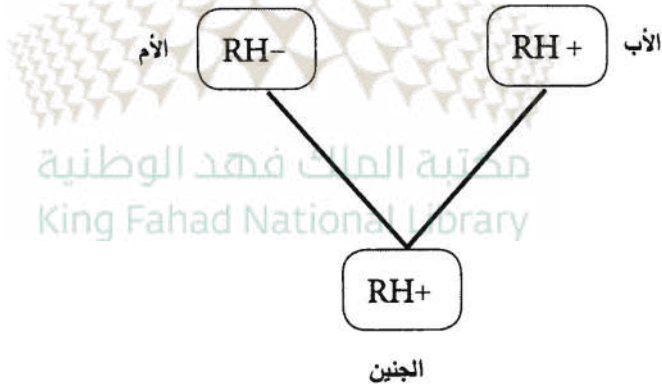 الأب RH + RH− الأم
مكتبة الملك فهد الوطنية
King Fahad National Library
RH+
الجنين